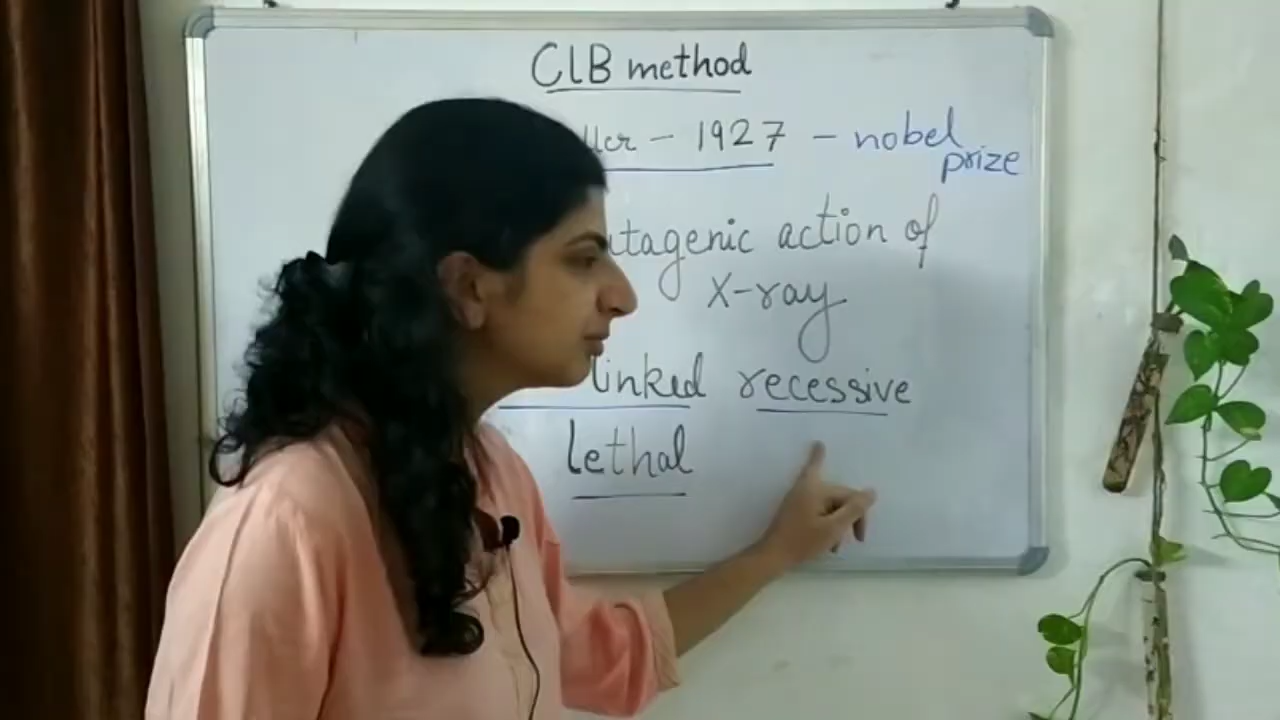 ClB method
ller - 1927 - nobel
prize
utagenic action of
X-ray
linked recessive
lethal